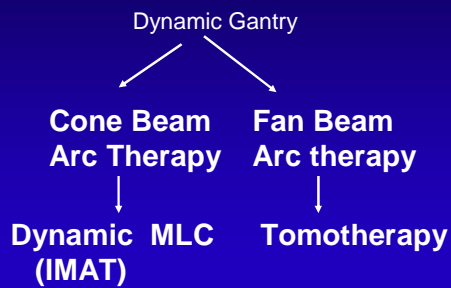 Dynamic Gantry
Cone Beam
Arc Therapy
Fan Beam
Arc therapy
Dynamic MLC
(IMAT)
Tomotherapy